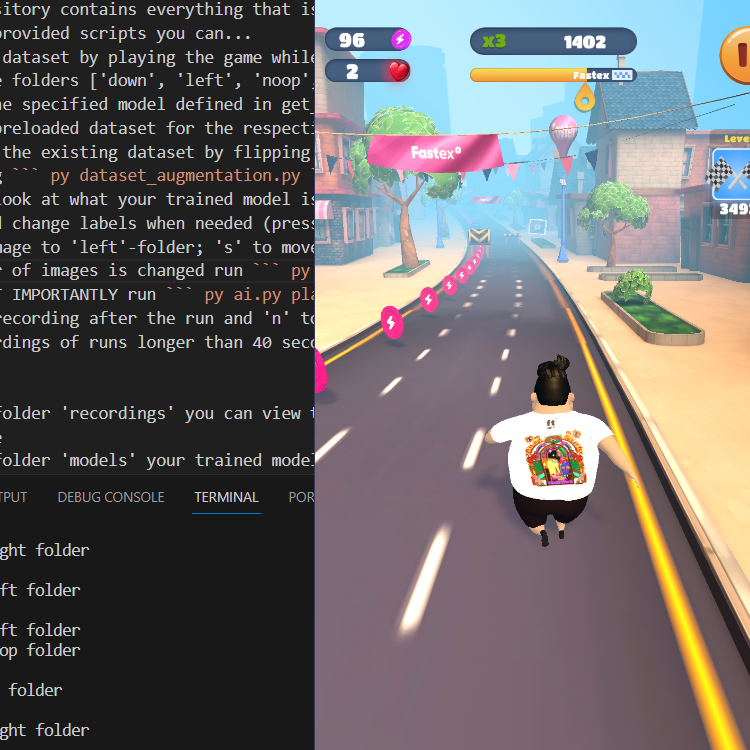 sitory contains everything that is
provided scripts you can...
dataset by playing the game while
e folders ['down', 'left', 'noop',
he specified model defined in get_
preloaded dataset for the respecti
the existing dataset by flipping
g ``` py dataset_augmentation.py
look at what your trained model is
d change labels when needed (press
mage to 'left'-folder; 's' to move
r of images is changed run ``` py
T IMPORTANTLY run ``` py ai.py pla
recording after the run and 'n' to
rdings of runs longer than 40 seco
folder 'recordings' you can view t
e
folder 'models' your trained model
TPUT DEBUG CONSOLE TERMINAL POR
ght folder
ft folder
ft folder
op folder
folder
ght folder
96
2
x3 1402
Fastex
Fastex
Leve
349